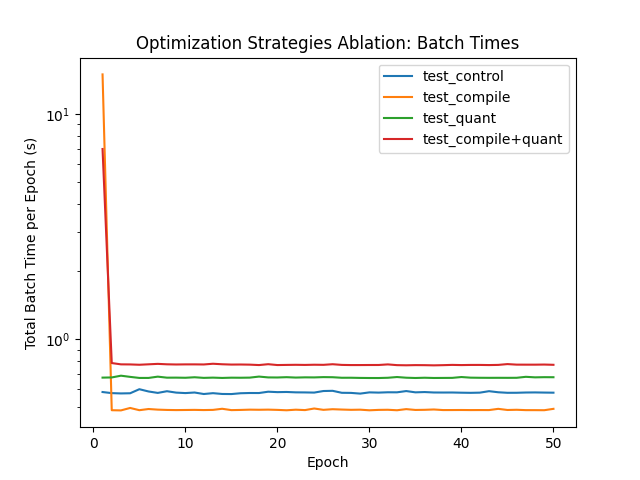 Optimization Strategies Ablation: Batch Times
test_control
test_compile
test_quant
test_compile+quant
Total Batch Time per Epoch (s)
10¹
10⁰
0 10 20 30 40 50
Epoch